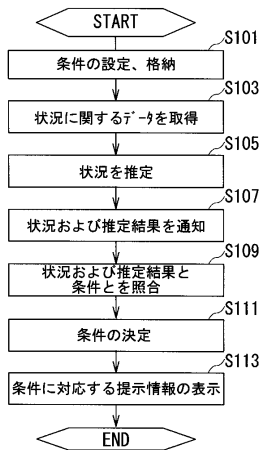 START
S101
条件の設定、格納
S103
状況に関するデータを取得
S105
状況を推定
S107
状況および推定結果を通知
S109
状況および推定結果と
条件とを照合
S111
条件の決定
S113
条件に対応する提示情報の表示
END